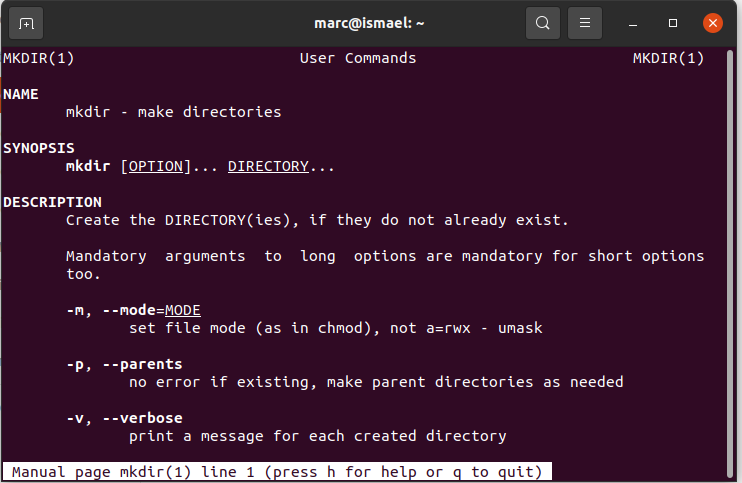 marc@ismael: ~
MKDIR(1) User Commands MKDIR(1)
NAME
mkdir - make directories
SYNOPSIS
mkdir [OPTION]... DIRECTORY...
DESCRIPTION
Create the DIRECTORY(ies), if they do not already exist.
Mandatory arguments to long options are mandatory for short options
too.
-m, --mode=MODE
set file mode (as in chmod), not a=rwx - umask
-p, --parents
no error if existing, make parent directories as needed
-v, --verbose
print a message for each created directory
Manual page mkdir(1) line 1 (press h for help or q to quit)